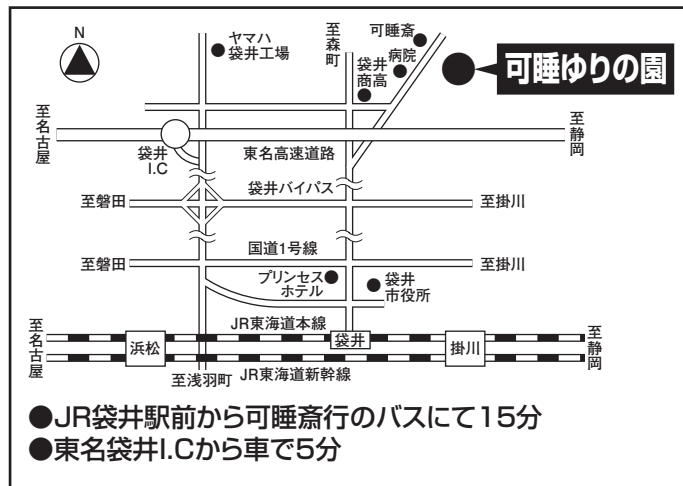 N
ヤマハ
袋井工場
至森町
可睡斎
病院
袋井
商高
可睡ゆりの園
至名古屋
袋井
I.C
東名高速道路
至静岡
袋井バイパス
至磐田
至掛川
国道1号線
至磐田
至掛川
プリンセス
ホテル
袋井
市役所
JR東海道本線
至名古屋
浜松
袋井
掛川
至静岡
至浅羽町
JR東海道新幹線
●JR袋井駅前から可睡斎行のバスにて15分
●東名袋井I.Cから車で5分